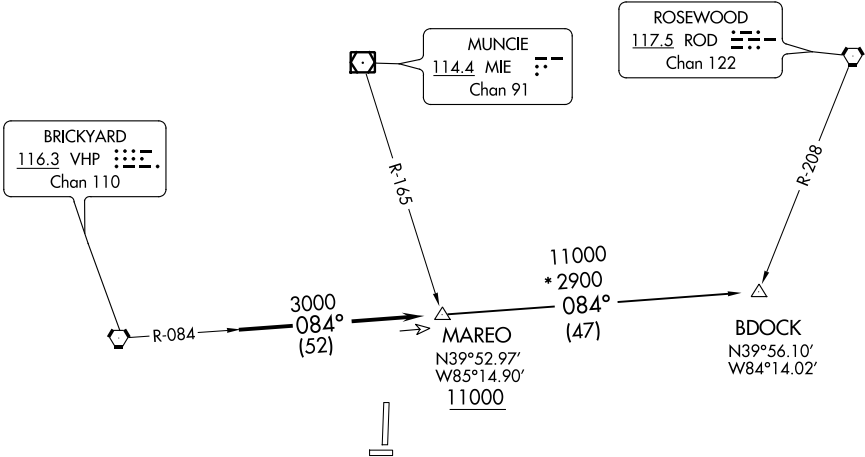 ROSEWOOD
117.5 ROD
Chan 122
MUNCIE
114.4 MIE
Chan 91
BRICKYARD
116.3 VHP
Chan 110
R-165
R-208
R-084
3000
084°
(52)
11000
*2900
084°
(47)
MAREO
N39°52.97'
W85°14.90'
11000
BDOCK
N39°56.10'
W84°14.02'